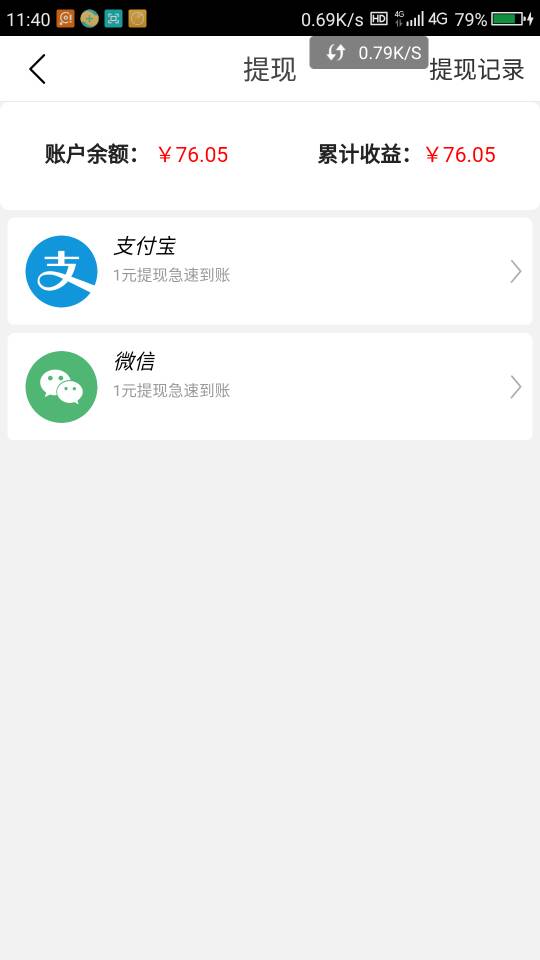 11:40 0.69K/s HD 4G 4G 79%
提现 0.79K/S 提现记录
账户余额： ￥76.05 累计收益：￥76.05
支付宝
1元提现急速到账
微信
1元提现急速到账